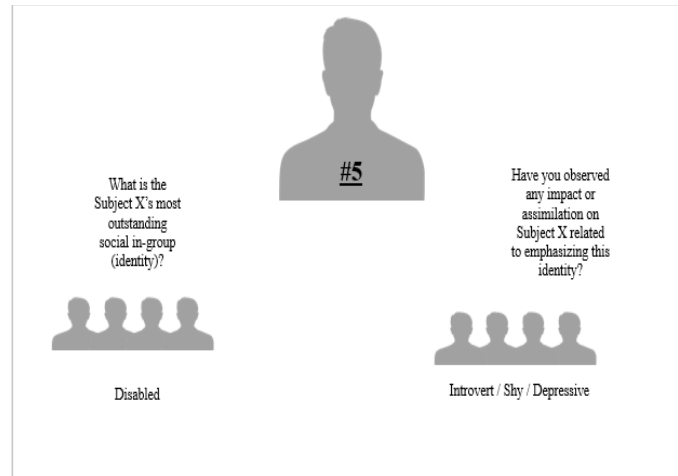 #5
What is the
Subject X's most
outstanding
social in-group
(identity)?
Have you observed
any impact or
assimilation on
Subject X related
to emphasizing this
identity?
Disabled
Introvert / Shy / Depressive